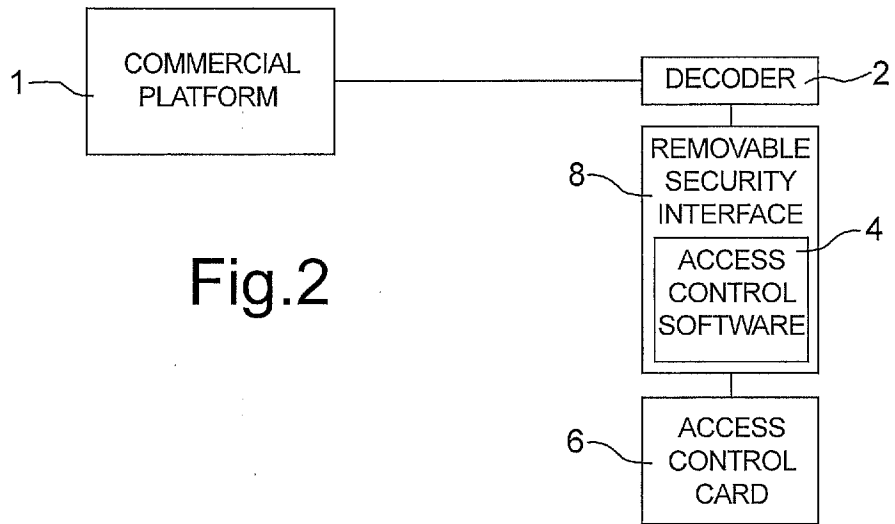 1
COMMERCIAL
PLATFORM
DECODER
2
8
REMOVABLE
SECURITY
INTERFACE
4
ACCESS
CONTROL
SOFTWARE
Fig.2
6
ACCESS
CONTROL
CARD